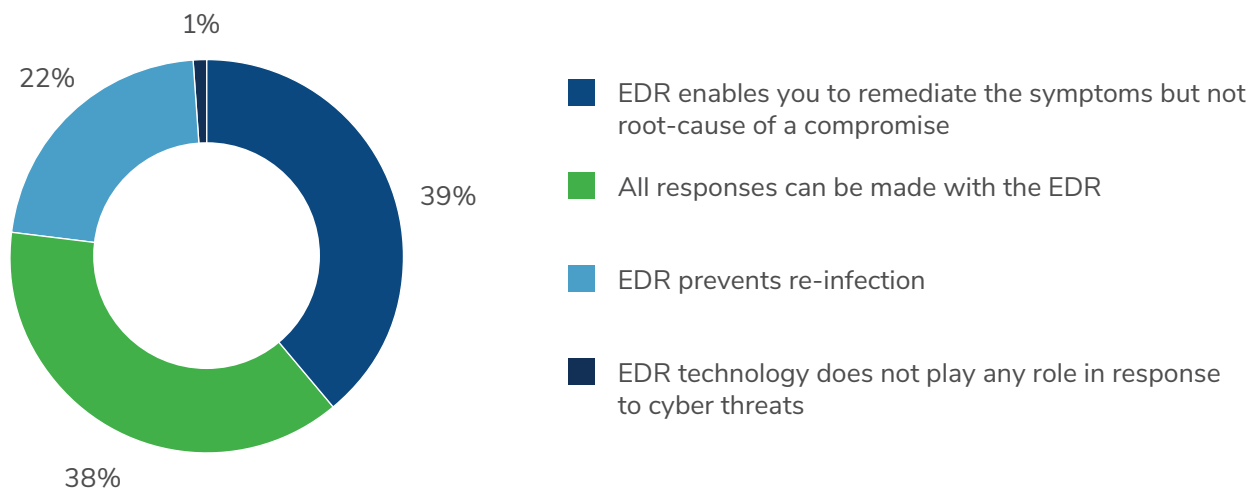 1%
22%
39%
38%
EDR enables you to remediate the symptoms but not
root-cause of a compromise
All responses can be made with the EDR
EDR prevents re-infection
EDR technology does not play any role in response
to cyber threats